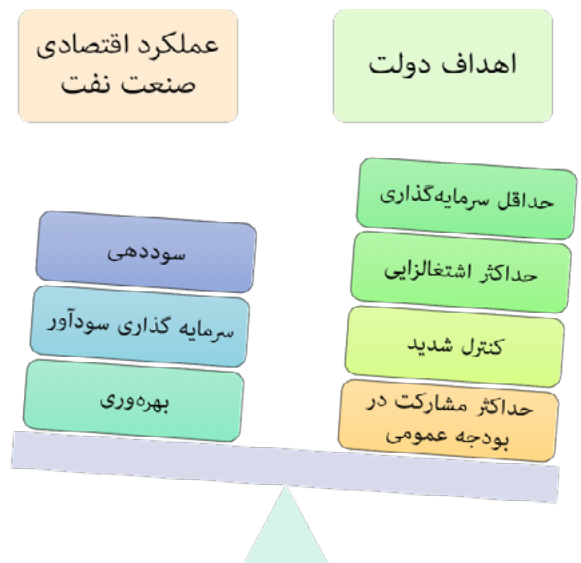 اهداف دولت
حداقل سرمایه‌گذاری
حداکثر اشتغالزایی
کنترل شدید
حداکثر مشارکت در
بودجه عمومی
عملکرد اقتصادی
صنعت نفت
سوددهی
سرمایه گذاری سودآور
بهره‌وری